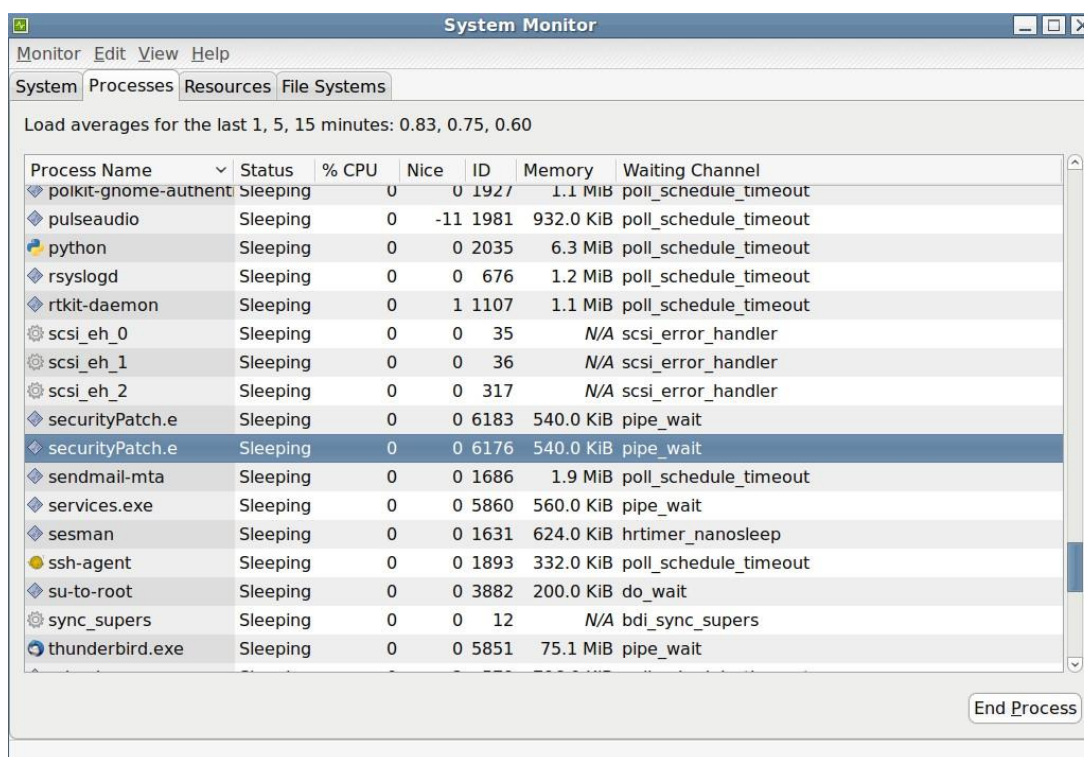 System Monitor
Monitor Edit View Help
System Processes Resources File Systems
Load averages for the last 1, 5, 15 minutes: 0.83, 0.75, 0.60
Process Name Status % CPU Nice ID Memory Waiting Channel
polkit-gnome-authenti Sleeping 0 0 1927 1.1 MiB poll_schedule_timeout
pulseaudio Sleeping 0 -11 1981 932.0 KiB poll_schedule_timeout
python Sleeping 0 0 2035 6.3 MiB poll_schedule_timeout
rsyslogd Sleeping 0 0 676 1.2 MiB poll_schedule_timeout
rtkit-daemon Sleeping 0 1 1107 1.1 MiB poll_schedule_timeout
scsi_eh_0 Sleeping 0 0 35 N/A scsi_error_handler
scsi_eh_1 Sleeping 0 0 36 N/A scsi_error_handler
scsi_eh_2 Sleeping 0 0 317 N/A scsi_error_handler
securityPatch.e Sleeping 0 0 6183 540.0 KiB pipe_wait
securityPatch.e Sleeping 0 0 6176 540.0 KiB pipe_wait
sendmail-mta Sleeping 0 0 1686 1.9 MiB poll_schedule_timeout
services.exe Sleeping 0 0 5860 560.0 KiB pipe_wait
sesman Sleeping 0 0 1631 624.0 KiB hrtimer_nanosleep
ssh-agent Sleeping 0 0 1893 332.0 KiB poll_schedule_timeout
su-to-root Sleeping 0 0 3882 200.0 KiB do_wait
sync_supers Sleeping 0 0 12 N/A bdi_sync_supers
thunderbird.exe Sleeping 0 0 5851 75.1 MiB pipe_wait
End Process